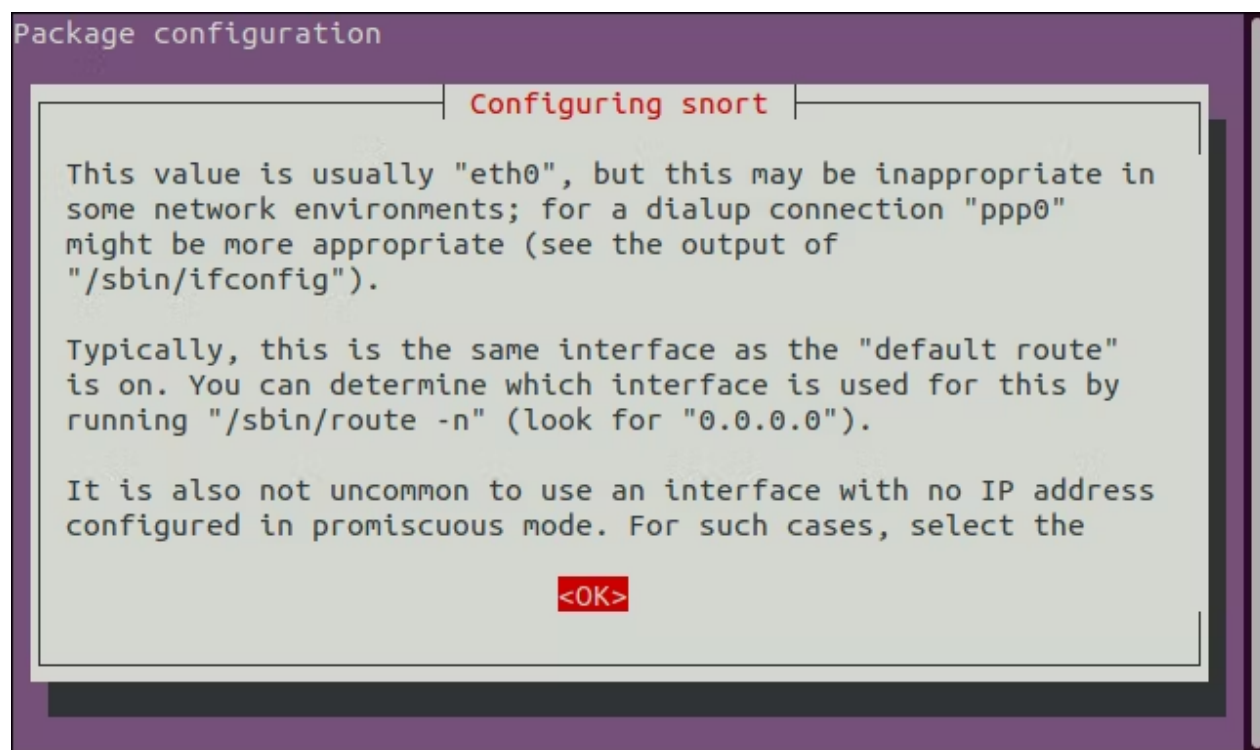 Package configuration
Configuring snort
This value is usually "eth0", but this may be inappropriate in
some network environments; for a dialup connection "ppp0"
might be more appropriate (see the output of
"/sbin/ifconfig").
Typically, this is the same interface as the "default route"
is on. You can determine which interface is used for this by
running "/sbin/route -n" (look for "0.0.0.0").
It is also not uncommon to use an interface with no IP address
configured in promiscuous mode. For such cases, select the
<OK>